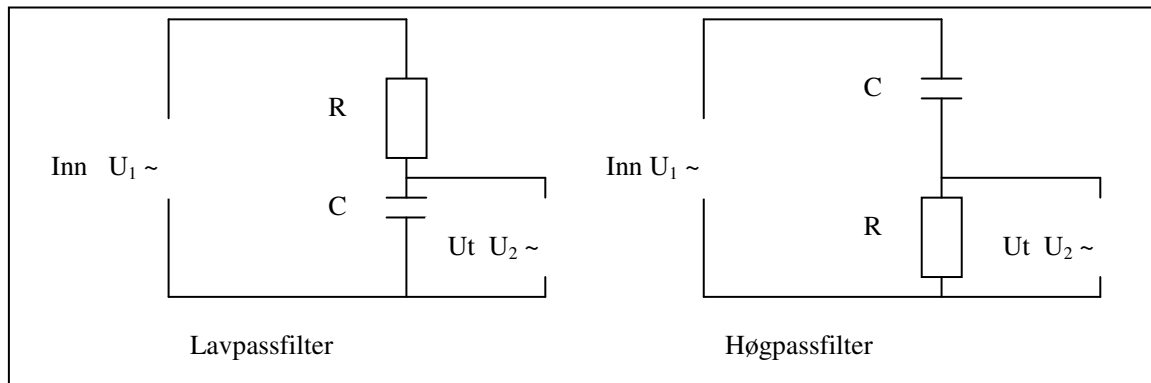 R
C
Inn U₁ ~
Inn U₁ ~
C
R
Ut U₂ ~
Ut U₂ ~
Lavpassfilter
Høgpassfilter